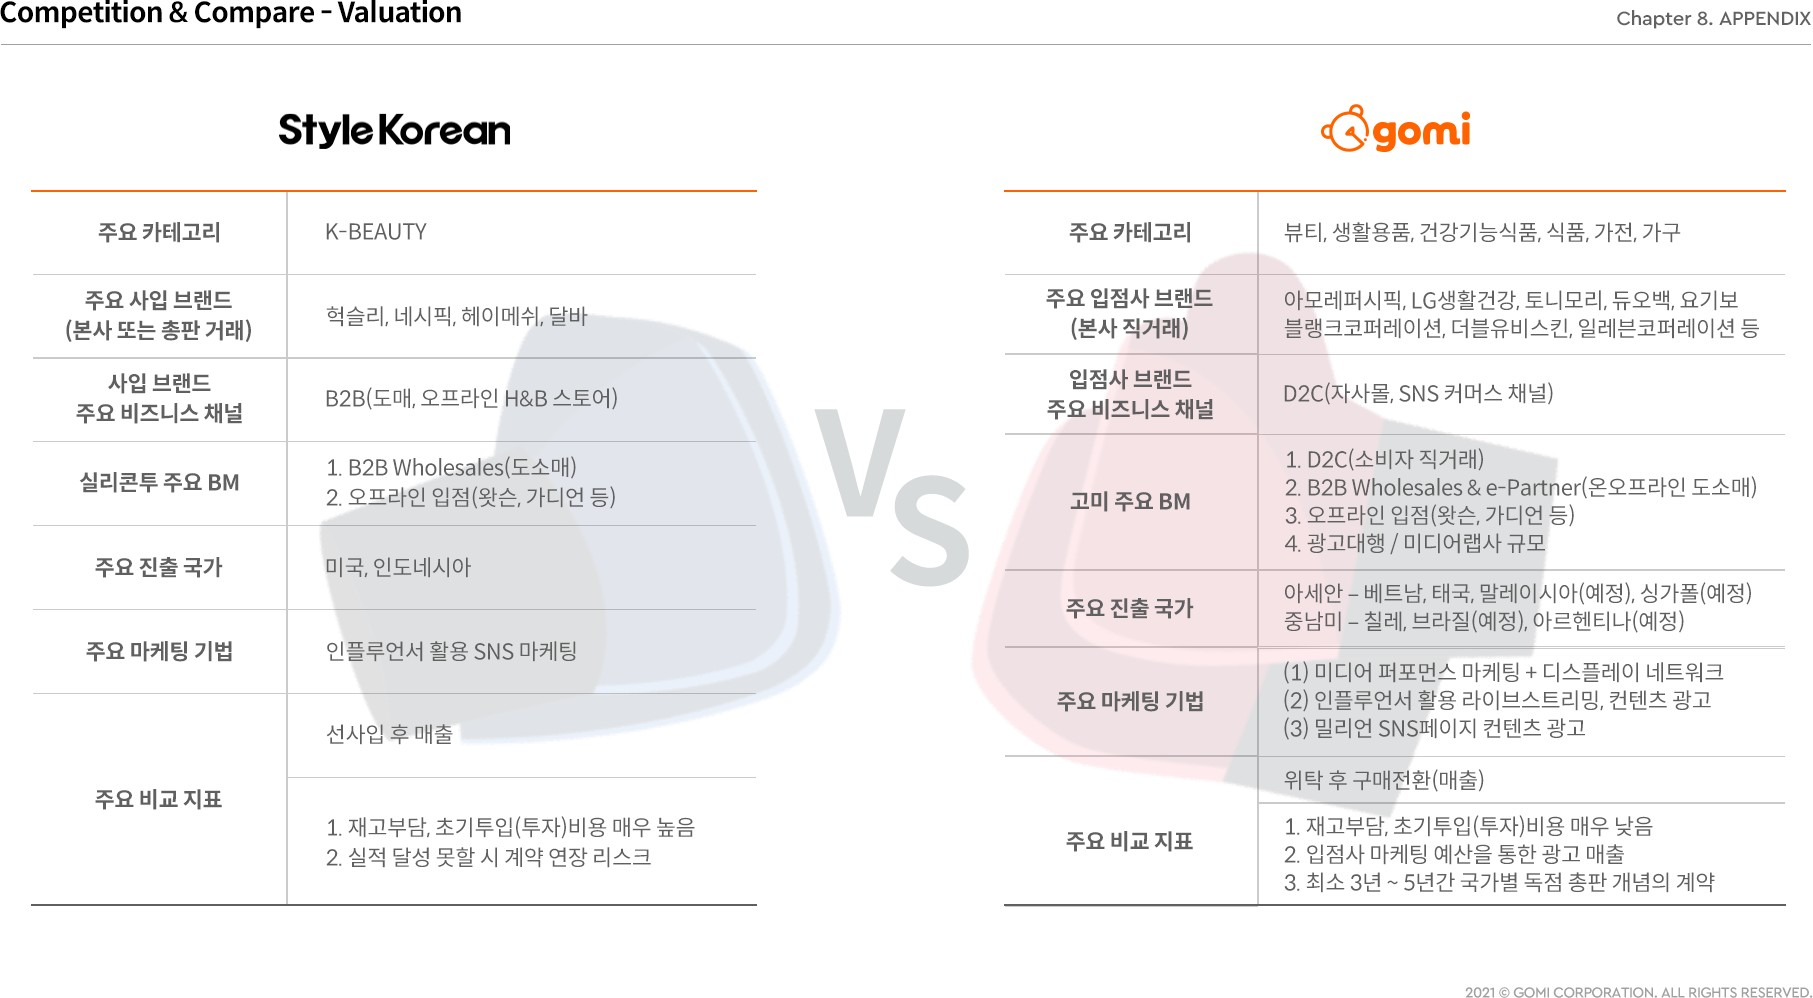 Competition & Compare - Valuation
Chapter 8. APPENDIX
StyleKorean
주요 카테고리
K-BEAUTY
주요 사입 브랜드
(본사 또는 총판 거래)
헉슬리, 네시픽, 헤이메쉬, 달바
사입 브랜드
주요 비즈니스 채널
B2B(도매, 오프라인 H&B 스토어)
실리콘투 주요 BM
1. B2B Wholesales(도소매)
2. 오프라인 입점(왓슨, 가디언 등)
주요 진출 국가
미국, 인도네시아
주요 마케팅 기법
인플루언서 활용 SNS 마케팅
주요 비교 지표
선사입 후 매출
1. 재고부담, 초기투입(투자)비용 매우 높음
2. 실적 달성 못할 시 계약 연장 리스크
VS
gomi
주요 카테고리
뷰티, 생활용품, 건강기능식품, 식품, 가전, 가구
주요 입점사 브랜드
(본사 직거래)
아모레퍼시픽, LG생활건강, 토니모리, 듀오백, 요기보
블랭크코퍼레이션, 더블유비스킨, 일레븐코퍼레이션 등
입점사 브랜드
주요 비즈니스 채널
D2C(자사몰, SNS 커머스 채널)
고미 주요 BM
1. D2C(소비자 직거래)
2. B2B Wholesales & e-Partner(온오프라인 도소매)
3. 오프라인 입점(왓슨, 가디언 등)
4. 광고대행 / 미디어랩사 규모
주요 진출 국가
아세안 – 베트남, 태국, 말레이시아(예정), 싱가폴(예정)
중남미 – 칠레, 브라질(예정), 아르헨티나(예정)
주요 마케팅 기법
(1) 미디어 퍼포먼스 마케팅 + 디스플레이 네트워크
(2) 인플루언서 활용 라이브스트리밍, 컨텐츠 광고
(3) 밀리언 SNS페이지 컨텐츠 광고
주요 비교 지표
위탁 후 구매전환(매출)
1. 재고부담, 초기투입(투자)비용 매우 낮음
2. 입점사 마케팅 예산을 통한 광고 매출
3. 최소 3년 ~ 5년간 국가별 독점 총판 개념의 계약
2021 © GOMI CORPORATION. ALL RIGHTS RESERVED.